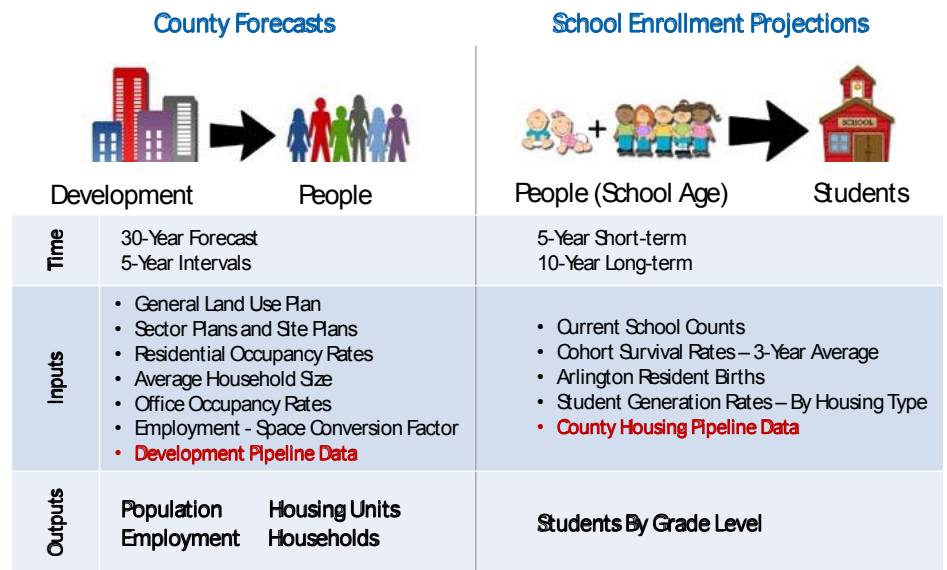 County Forecasts
School Enrollment Projections
+
SCHOOL
Development
People
People (School Age)
Students
Time
30-Year Forecast
5-Year Intervals
5-Year Short-term
10-Year Long-term
Inputs
• General Land Use Plan
• Sector Plans and Site Plans
• Residential Occupancy Rates
• Average Household Size
• Office Occupancy Rates
• Employment - Space Conversion Factor
• Development Pipeline Data
• Current School Counts
• Cohort Survival Rates – 3-Year Average
• Arlington Resident Births
• Student Generation Rates – By Housing Type
• County Housing Pipeline Data
Outputs
Population Housing Units
Employment Households
Students By Grade Level